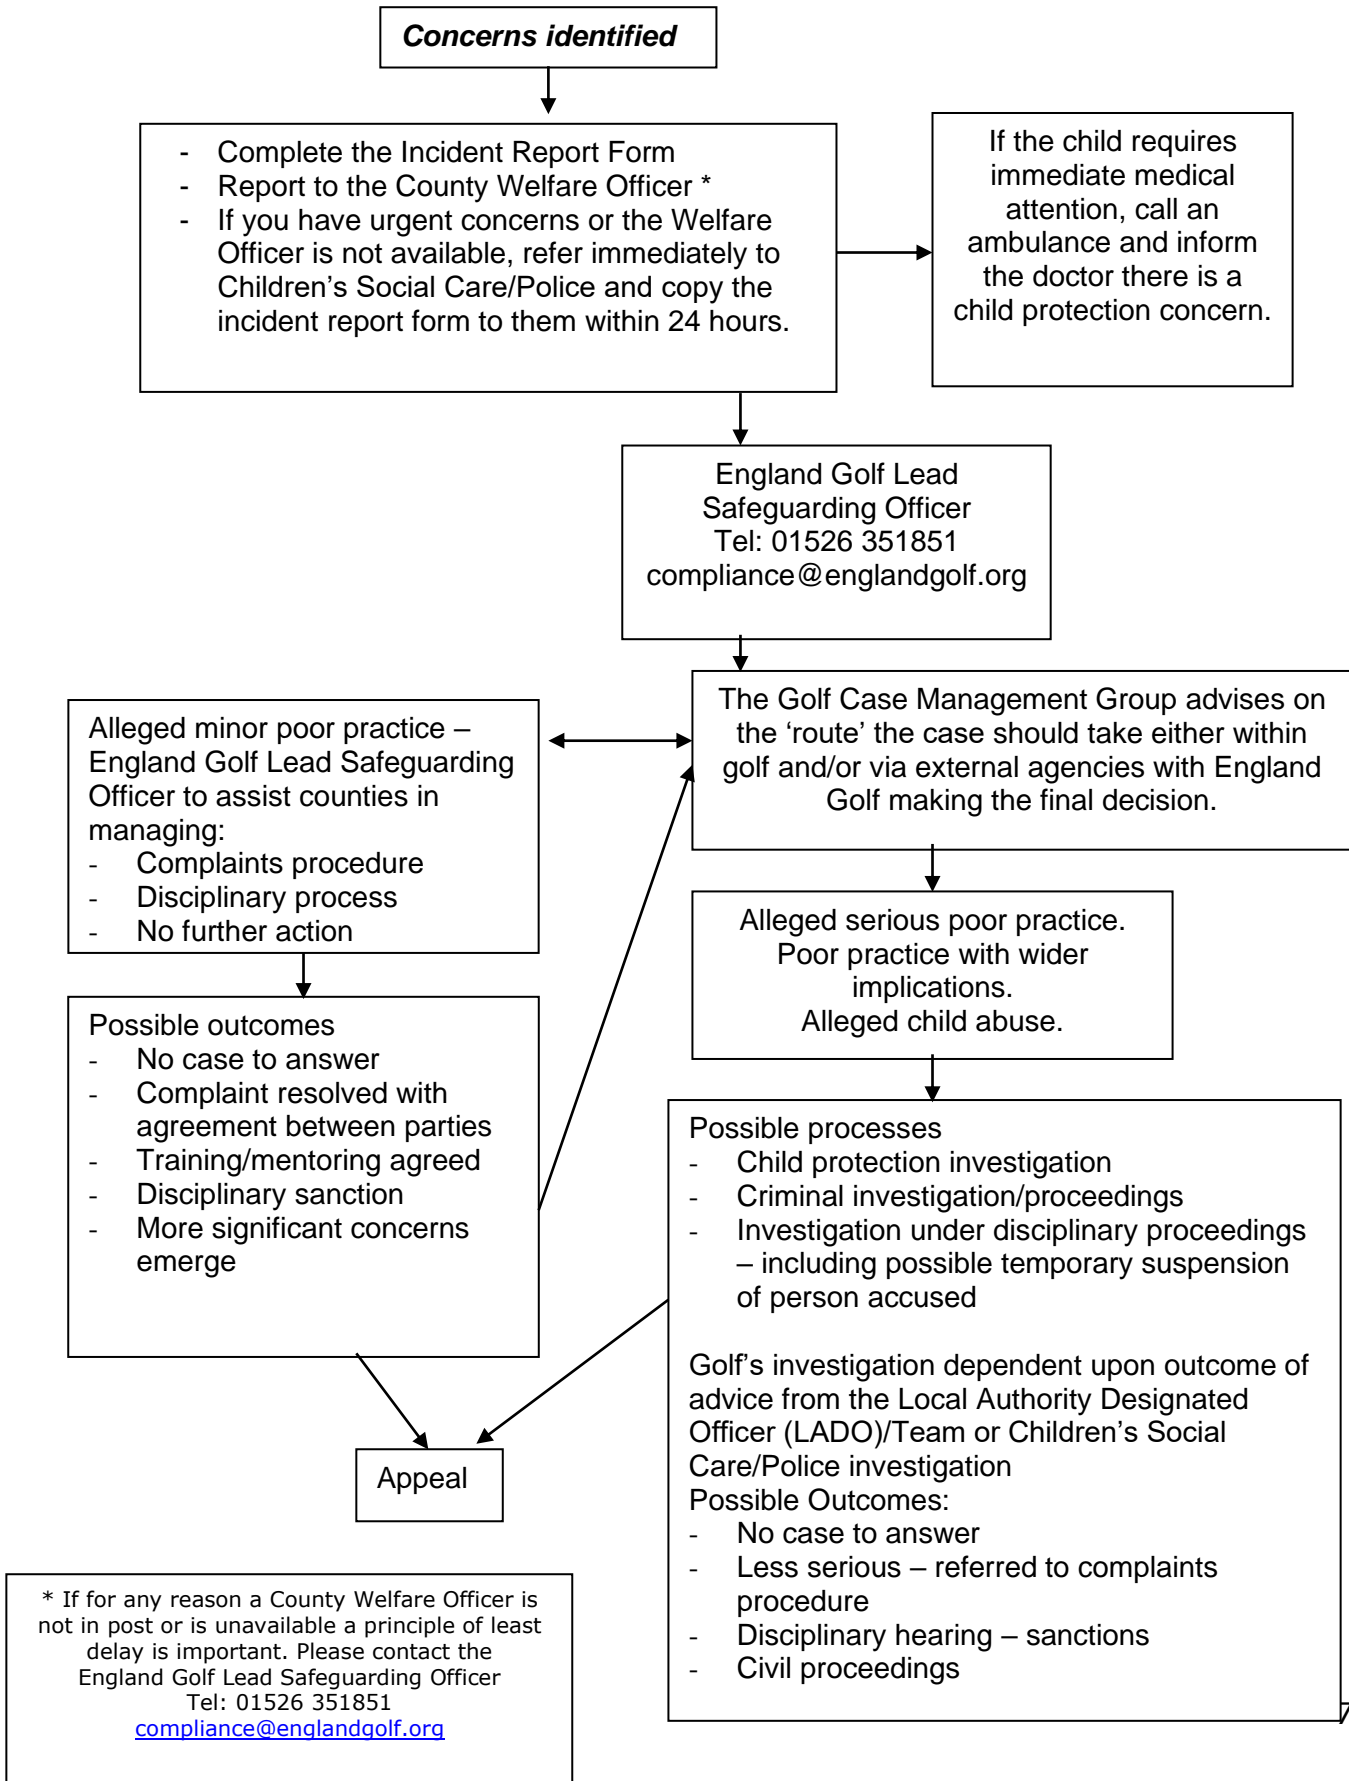 Concerns identified
- Complete the Incident Report Form
- Report to the County Welfare Officer *
- If you have urgent concerns or the Welfare
Officer is not available, refer immediately to
Children’s Social Care/Police and copy the
incident report form to them within 24 hours.
If the child requires
immediate medical
attention, call an
ambulance and inform
the doctor there is a
child protection concern.
England Golf Lead
Safeguarding Officer
Tel: 01526 351851
compliance@englandgolf.org
The Golf Case Management Group advises on
the ‘route’ the case should take either within
golf and/or via external agencies with England
Golf making the final decision.
Alleged minor poor practice –
England Golf Lead Safeguarding
Officer to assist counties in
managing:
- Complaints procedure
- Disciplinary process
- No further action
Alleged serious poor practice.
Poor practice with wider
implications.
Alleged child abuse.
Possible outcomes
- No case to answer
- Complaint resolved with
agreement between parties
- Training/mentoring agreed
- Disciplinary sanction
- More significant concerns
emerge
Possible processes
- Child protection investigation
- Criminal investigation/proceedings
- Investigation under disciplinary proceedings
– including possible temporary suspension
of person accused
Golf’s investigation dependent upon outcome of
advice from the Local Authority Designated
Officer (LADO)/Team or Children’s Social
Care/Police investigation
Possible Outcomes:
- No case to answer
- Less serious – referred to complaints
procedure
- Disciplinary hearing – sanctions
- Civil proceedings
Appeal
* If for any reason a County Welfare Officer is
not in post or is unavailable a principle of least
delay is important. Please contact the
England Golf Lead Safeguarding Officer
Tel: 01526 351851
compliance@englandgolf.org